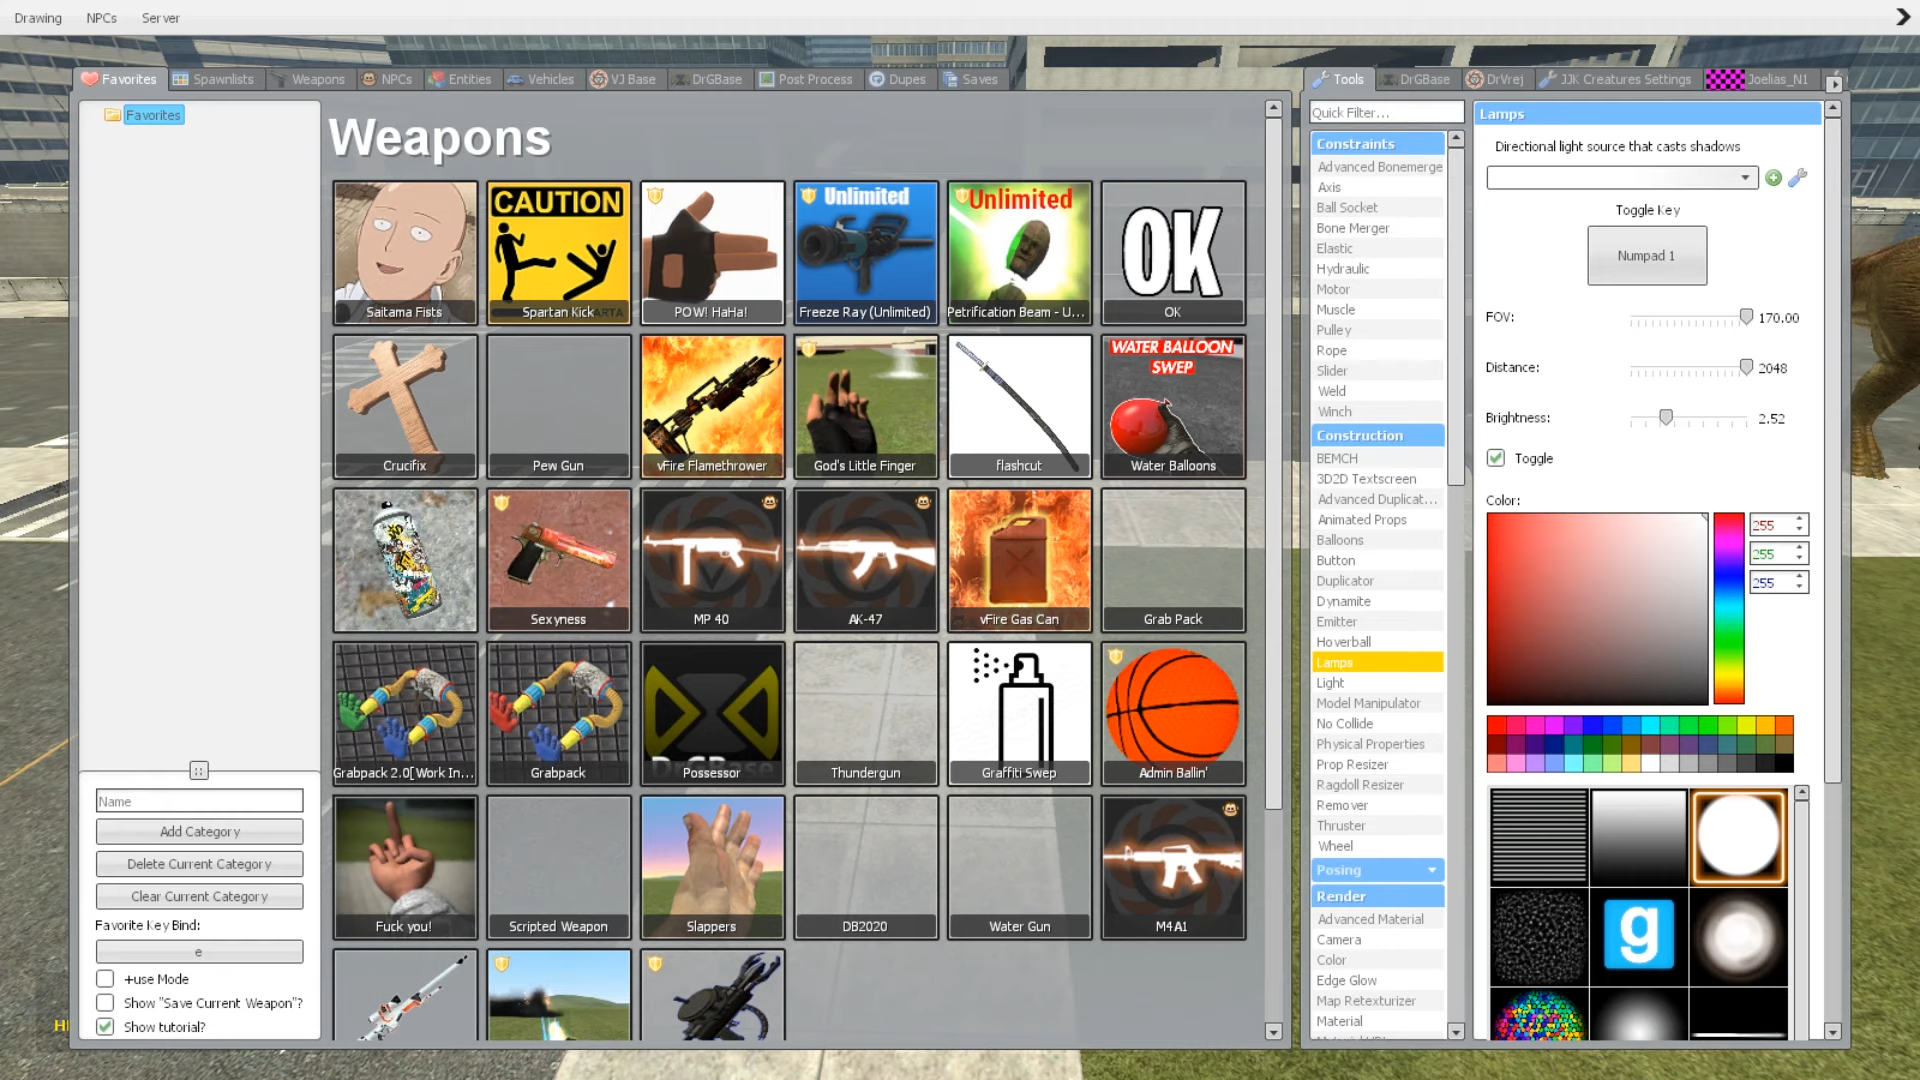 Drawing NPCs Server
Favorites Spawnlists Weapons NPCs Entities Vehicles VJ Base DrGBase Post Process Dupes Saves
Favorites
Weapons
Saitama Fists
CAUTION
Spartan Kick
POW! HaHa!
Unlimited
Freeze Ray (Unlimited)
Unlimited
Petrification Beam - U...
OK
OK
Crucifix
Pew Gun
vFire Flamethrower
God's Little Finger
flashcut
WATER BALLOON
SWEP
Water Balloons
Sexyness
MP 40
AK-47
vFire Gas Can
Grab Pack
Grabpack 2.0[Work In...
Grabpack
Possessor
Thundergun
Graffiti Swep
Admin Ballin'
Fuck you!
Scripted Weapon
Slappers
DB2020
Water Gun
M4A1
Name
Add Category
Delete Current Category
Clear Current Category
Favorite Key Bind:
e
+use Mode
Show "Save Current Weapon"?
Show tutorial?
Tools DrGBase DrVrej JJK Creatures Settings Joelias_N1
Quick Filter...
Constraints
Advanced Bonemerge
Axis
Ball Socket
Bone Merger
Elastic
Hydraulic
Motor
Muscle
Pulley
Rope
Slider
Weld
Winch
Construction
BEMCH
3D2D Textscreen
Advanced Duplicat...
Animated Props
Balloons
Button
Duplicator
Dynamite
Emitter
Hoverball
Lamps
Light
Model Manipulator
No Collide
Physical Properties
Prop Resizer
Ragdoll Resizer
Remover
Thruster
Wheel
Posing
Render
Advanced Material
Camera
Color
Edge Glow
Map Retexturizer
Material
Lamps
Directional light source that casts shadows
Toggle Key
Numpad 1
FOV: 170.00
Distance: 2048
Brightness: 2.52
Toggle
Color:
255
255
255
g